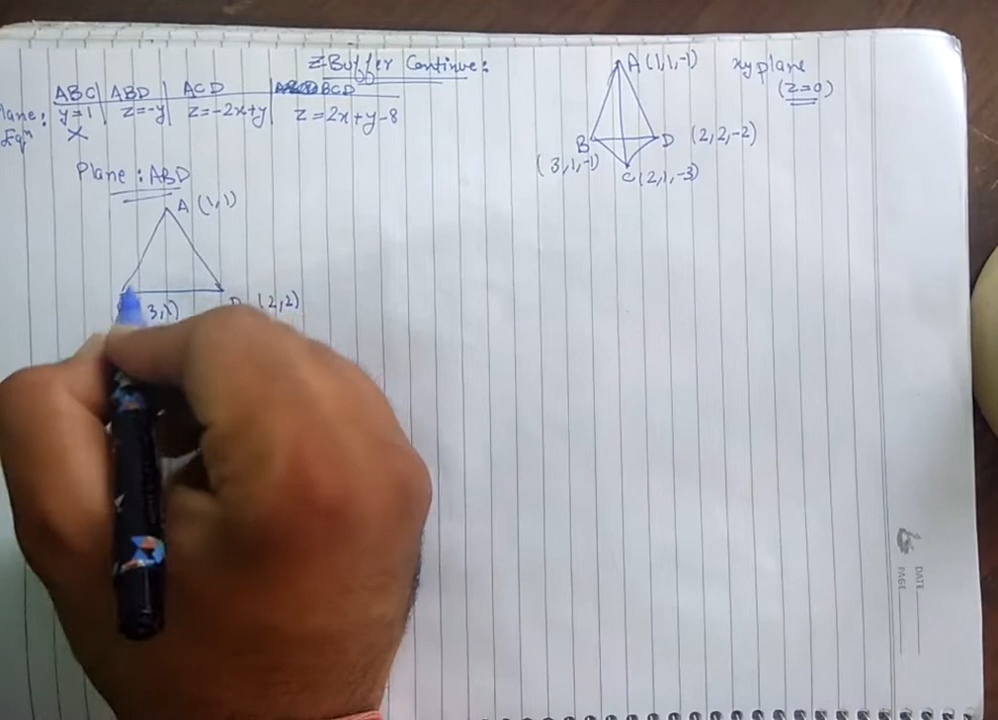 Z Buffer Continue:
ABC ABD ACD BCD
lane: y=1 z=-y z=-2x+y z=2x+y-8
Eqⁿ X
Plane: ABD
A (1,1)
3,1)
D (2,2)
A (1,1,-1)
xy plane
(z=0)
B
(3,1,-1)
D (2,2,-2)
C (2,1,-3)
DATE
PAGE